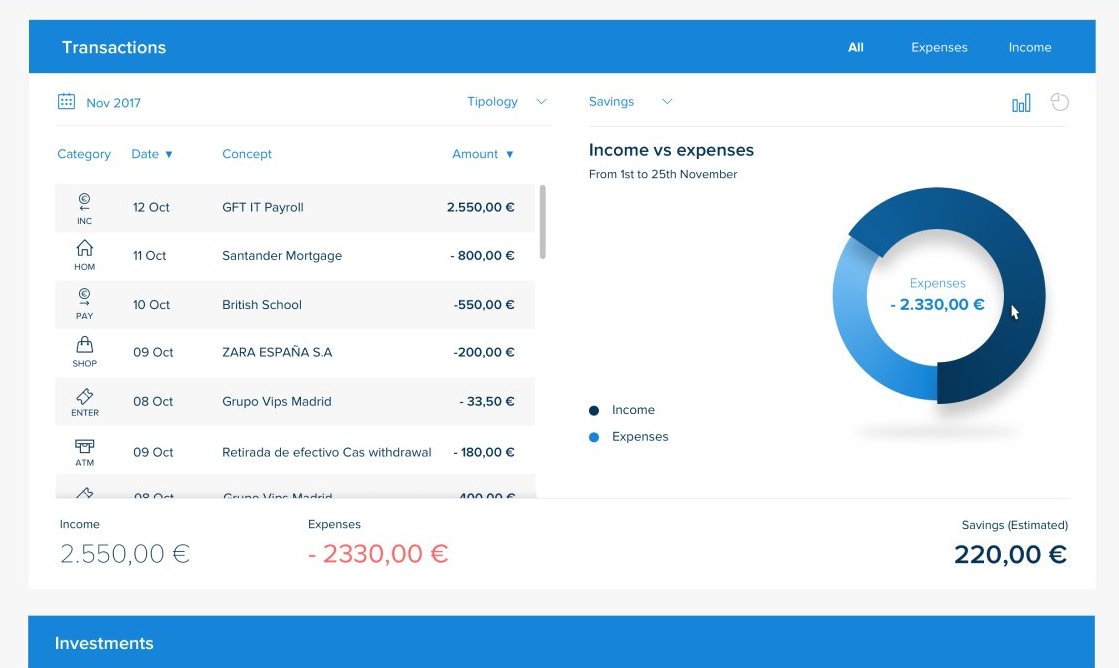 Transactions All Expenses Income
Nov 2017 Tipology
Category Date ▼ Concept Amount ▼
INC 12 Oct GFT IT Payroll 2.550,00 €
HOM 11 Oct Santander Mortgage - 800,00 €
PAY 10 Oct British School -550,00 €
SHOP 09 Oct ZARA ESPAÑA S.A -200,00 €
ENTER 08 Oct Grupo Vips Madrid - 33,50 €
ATM 09 Oct Retirada de efectivo Cas withdrawal - 180,00 €
08 Oct Grupo Vips Madrid 400,00 €
Savings
Income vs expenses
From 1st to 25th November
Expenses
- 2.330,00 €
Income
Expenses
Income Expenses Savings (Estimated)
2.550,00 € - 2330,00 € 220,00 €
Investments